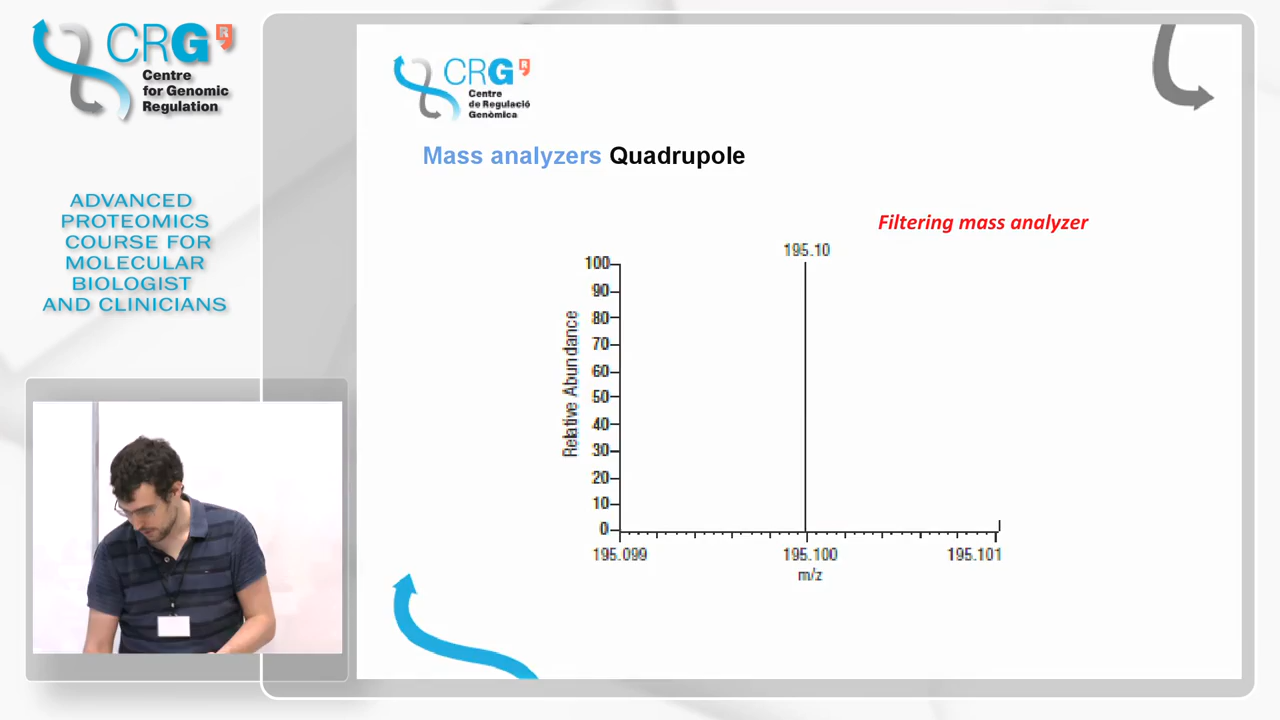 CRG
R
Centre
for Genomic
Regulation
ADVANCED
PROTEOMICS
COURSE FOR
MOLECULAR
BIOLOGIST
AND CLINICIANS
CRG
R
Centre
de Regulació
Genòmica
Mass analyzers Quadrupole
Filtering mass analyzer
195.10
Relative Abundance
100
90
80
70
60
50
40
30
20
10
0
195.099
195.100
195.101
m/z